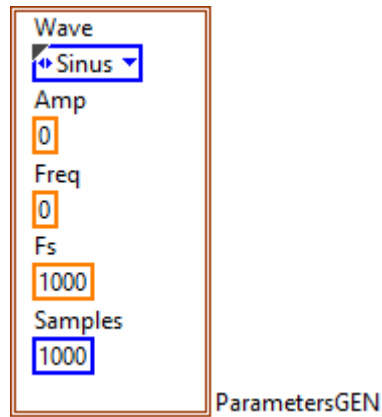 Wave
Sinus
Amp
0
Freq
0
Fs
1000
Samples
1000
ParametersGEN